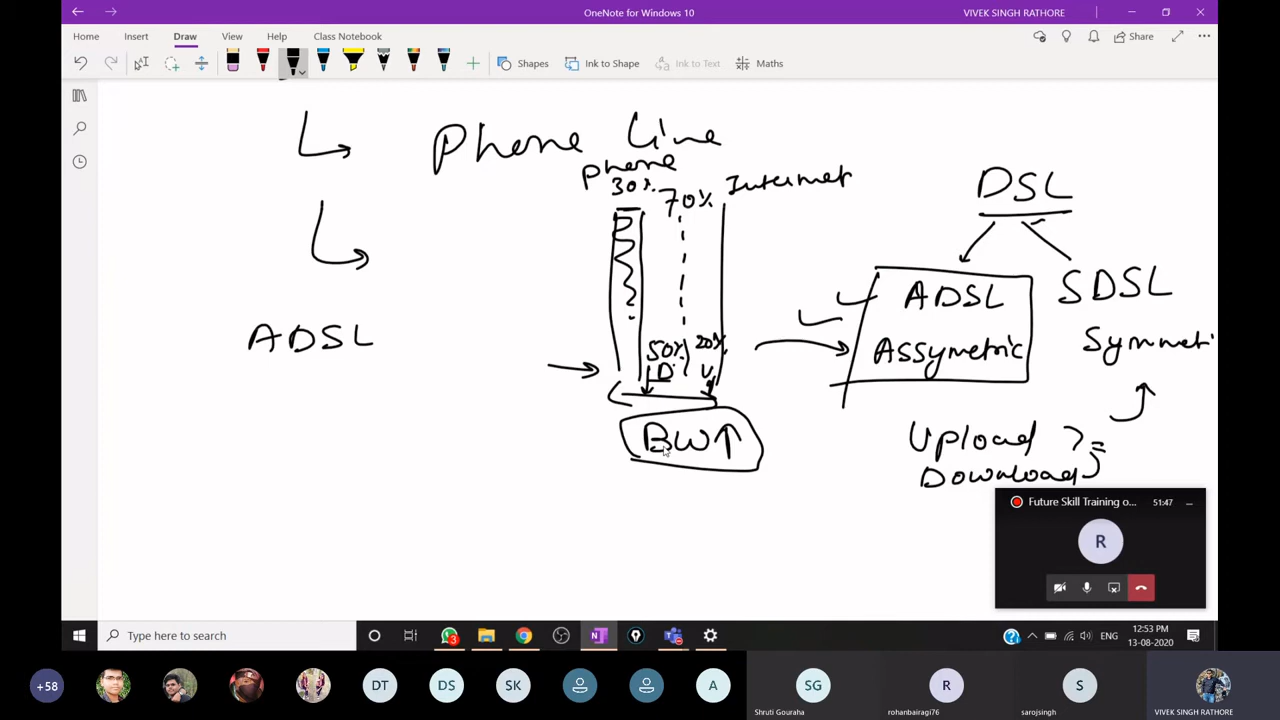 OneNote for Windows 10
VIVEK SINGH RATHORE
Home Insert Draw View Help Class Notebook
Share
Shapes Ink to Shape Ink to Text Maths
Phone Line
Phone
30%
70%
Internet
DSL
ADSL
SDSL
Assymetric
Symmetri
ADSL
50%
20%
D
U
BW↑
Upload =
Download
Future Skill Training o... 51:47
R
Type here to search
3
ENG
12:53 PM
13-08-2020
+58
DT DS SK A SG R S
Shruti Gouraha rohanbairagi76 sarojsingh VIVEK SINGH RATHORE